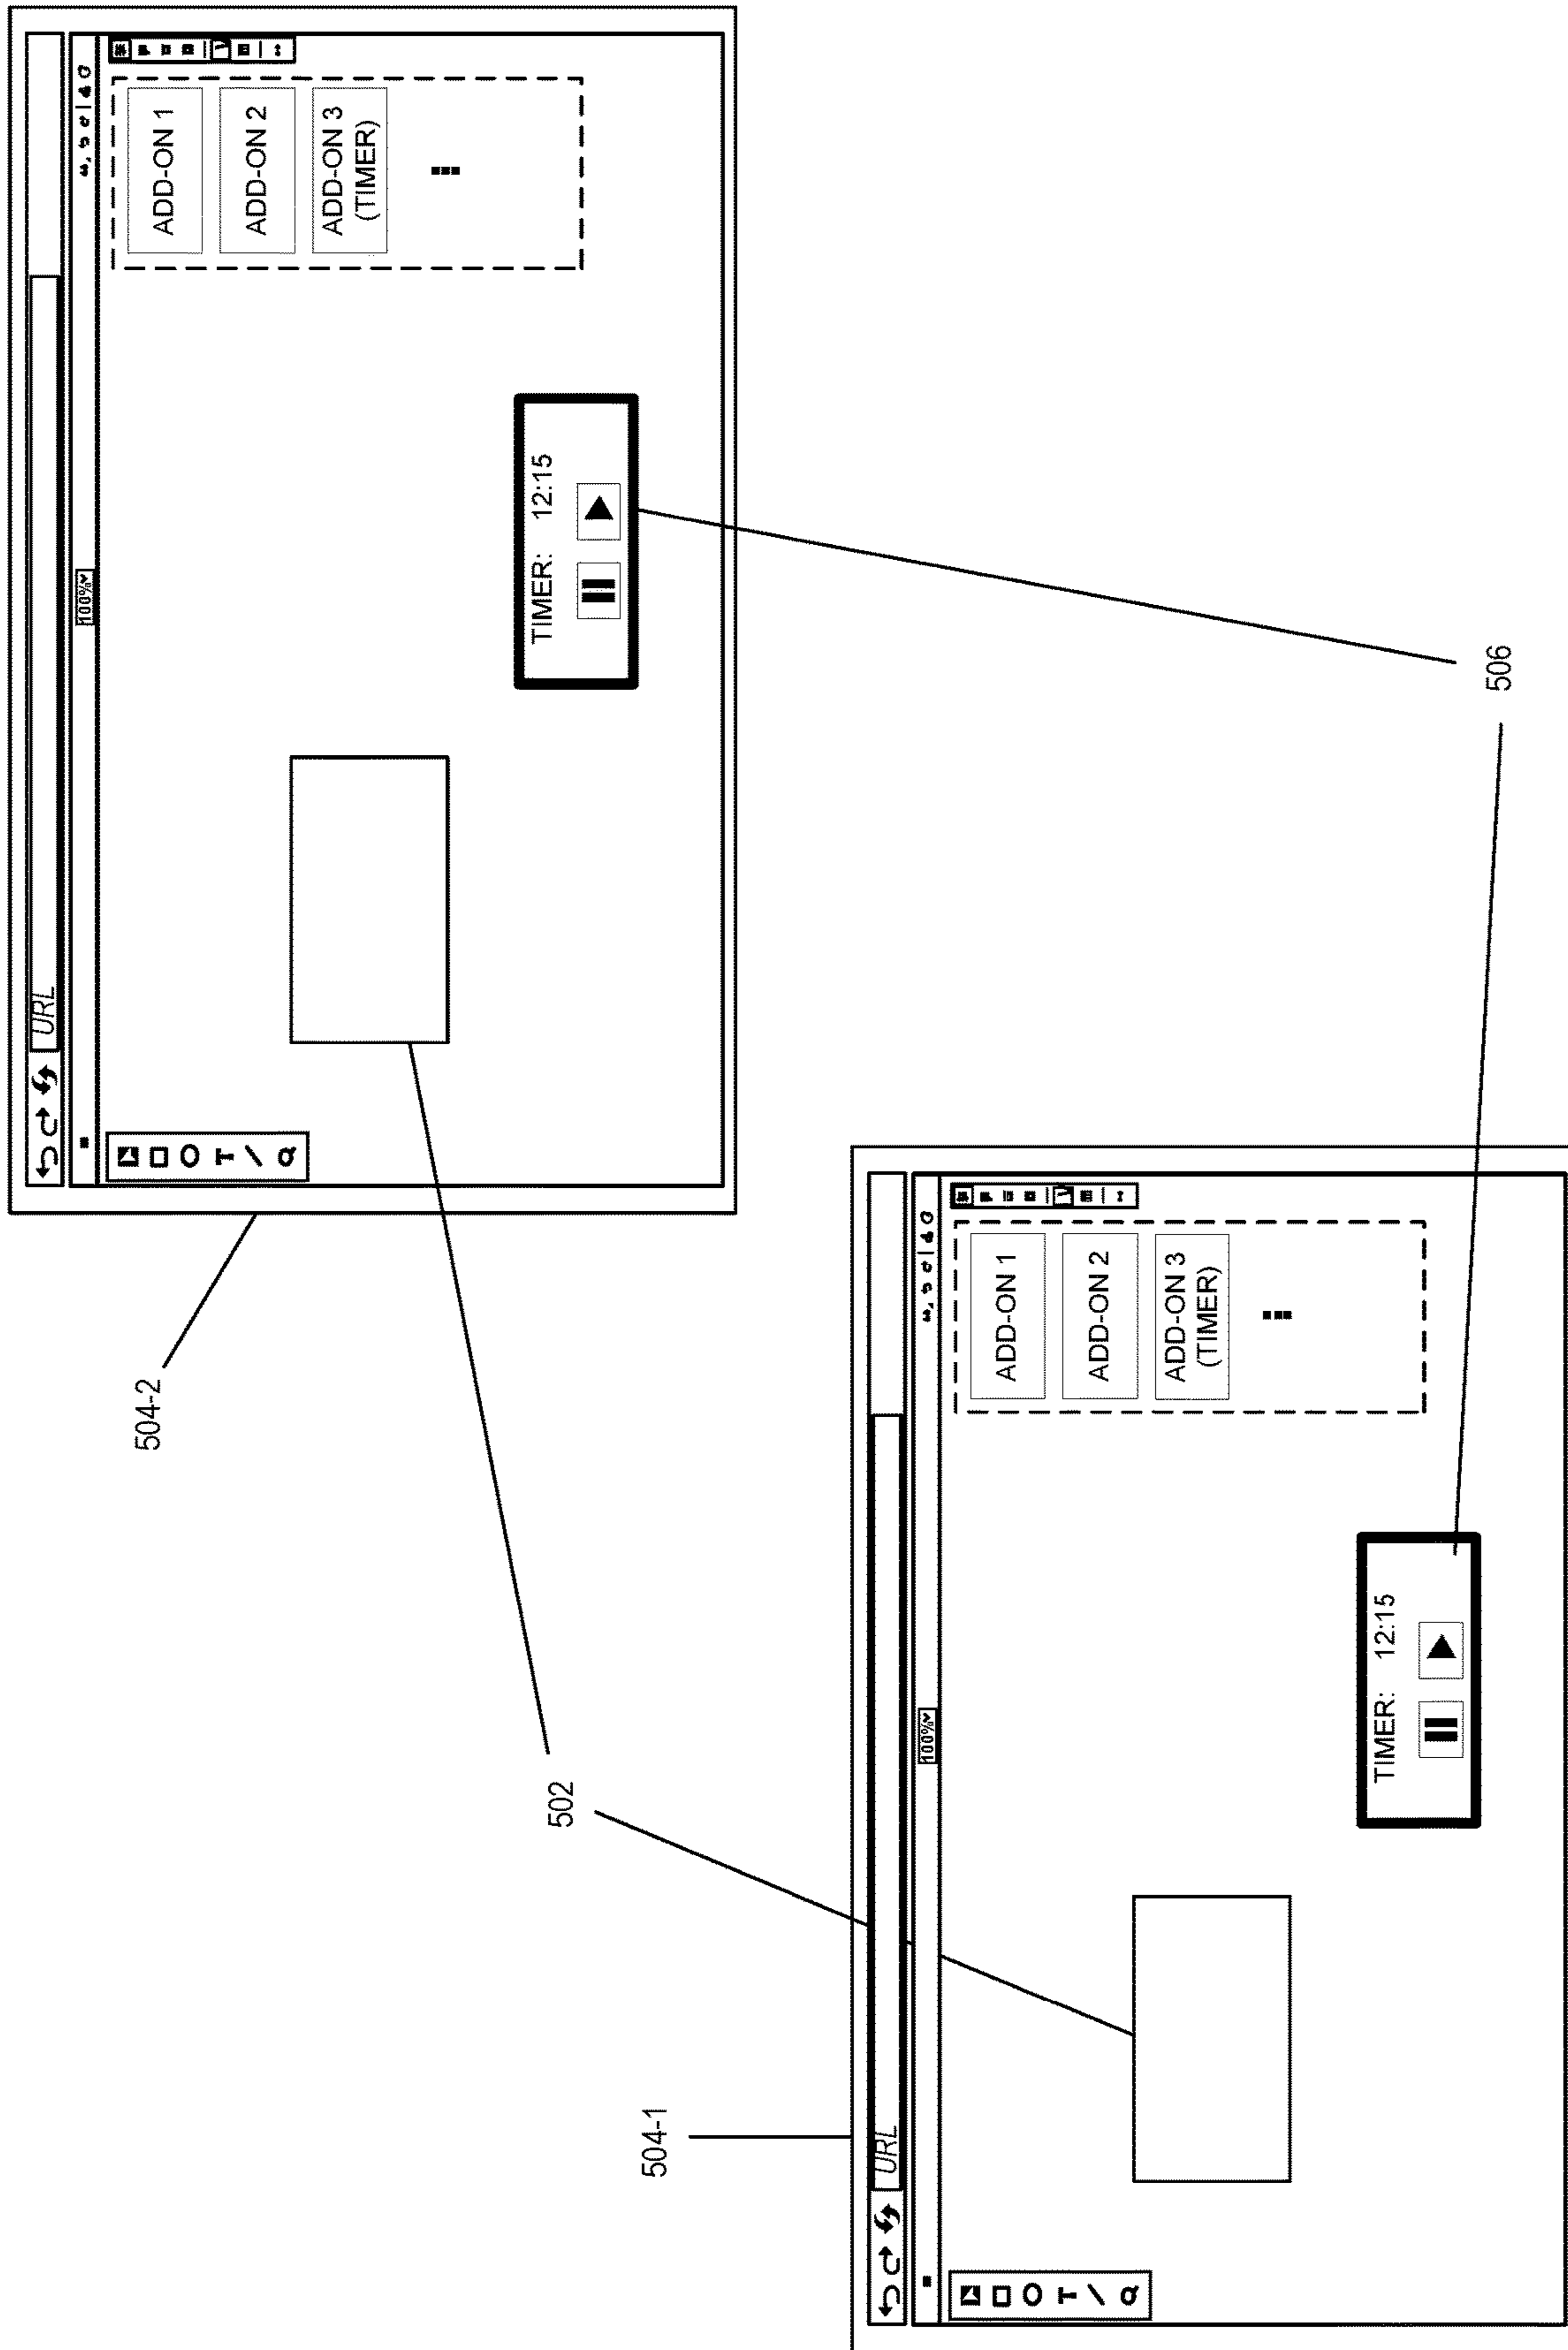 504-1
URL
100%
T
ADD-ON 1
ADD-ON 2
ADD-ON 3
(TIMER)
TIMER: 12:15
502
504-2
URL
100%
T
ADD-ON 1
ADD-ON 2
ADD-ON 3
(TIMER)
TIMER: 12:15
506